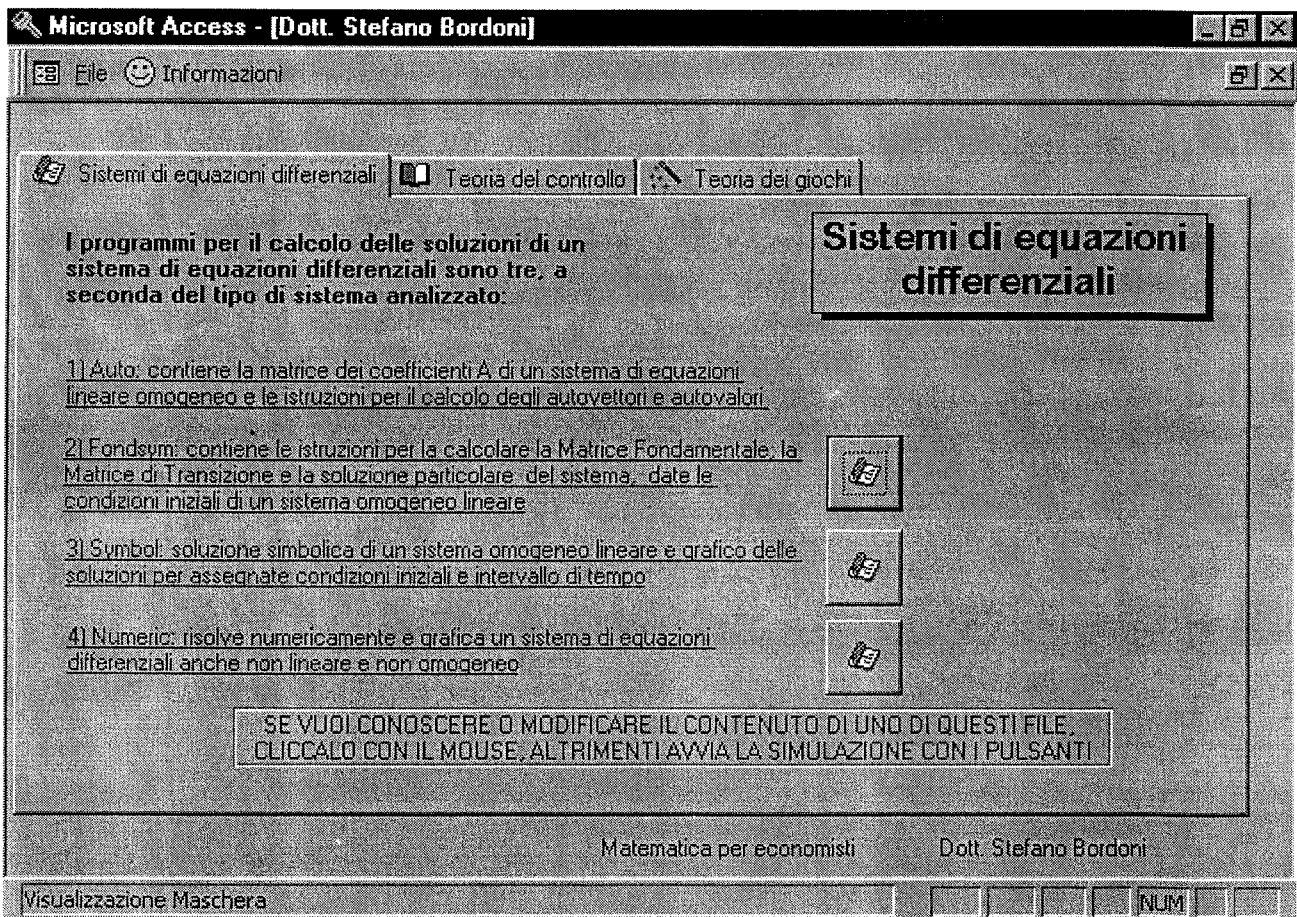 Microsoft Access - [Dott. Stefano Bordoni]
File Informazioni
Sistemi di equazioni differenziali Teoria del controllo Teoria dei giochi
I programmi per il calcolo delle soluzioni di un
sistema di equazioni differenziali sono tre, a
seconda del tipo di sistema analizzato:
Sistemi di equazioni
differenziali
1) Auto: contiene la matrice dei coefficienti A di un sistema di equazioni
lineare omogeneo e le istruzioni per il calcolo degli autovettori e autovalori.
2) Fondsym: contiene le istruzioni per la calcolare la Matrice Fondamentale, la
Matrice di Transizione e la soluzione particolare del sistema, date le
condizioni iniziali di un sistema omogeneo lineare
3) Symbol: soluzione simbolica di un sistema omogeneo lineare e grafico delle
soluzioni per assegnate condizioni iniziali e intervallo di tempo
4) Numeric: risolve numericamente e grafica un sistema di equazioni
differenziali anche non lineare e non omogeneo
SE VUOI CONOSCERE O MODIFICARE IL CONTENUTO DI UNO DI QUESTI FILE,
CLICCALO CON IL MOUSE, ALTRIMENTI AVVIA LA SIMULAZIONE CON I PULSANTI
Matematica per economisti Dott. Stefano Bordoni
Visualizzazione Maschera NUM